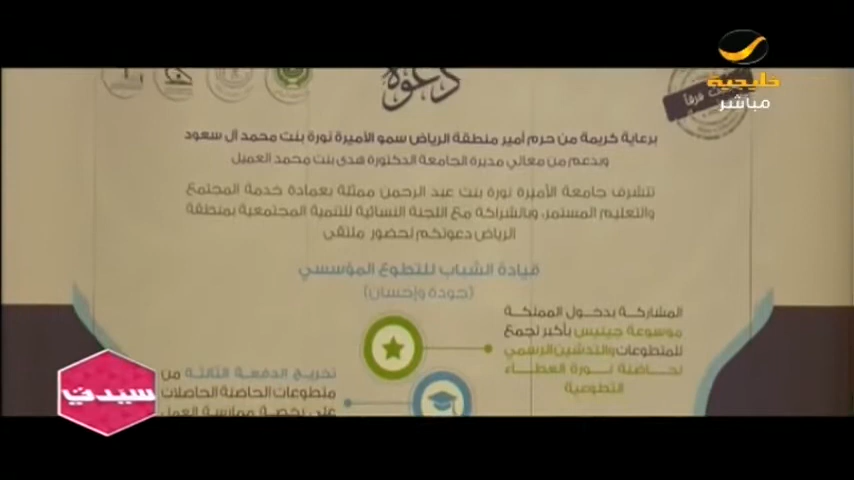 خليجية
مباشر
دعوة
برعاية كريمة من حرم أمير منطقة الرياض سمو الأميرة نورة بنت محمد آل سعود
وبدعم من معالي مديرة الجامعة الدكتورة هدى بنت محمد العميل
تتشرف جامعة الأميرة نورة بنت عبد الرحمن ممثلة بعمادة خدمة المجتمع
والتعليم المستمر، وبالشراكة مع اللجنة النسائية للتنمية المجتمعية بمنطقة
الرياض دعوتكم لحضور ملتقى
قيادة الشباب للتطوع المؤسسي
(جودة وإحسان)
المشاركة بدخول المملكة
موسوعة جينيس بأكبر تجمع
للمتطوعات والتدشين الرسمي
لحاضنة نورة العطاء
التطوعية
تخريج الدفعة الثالثة من
متطوعات الحاضنة الحاصلات
على رخصة ممارسة العمل
سيدتي